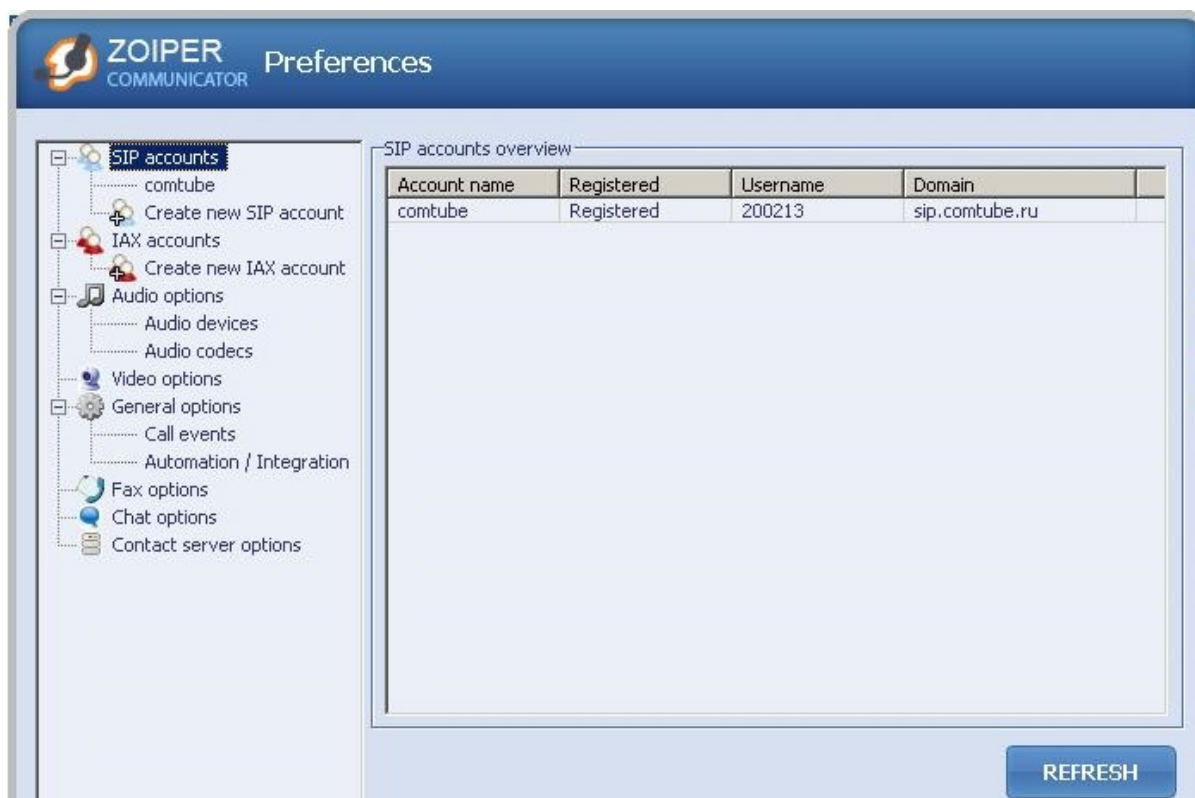 ZOIPER
COMMUNICATOR
Preferences
SIP accounts
comtube
Create new SIP account
IAX accounts
Create new IAX account
Audio options
Audio devices
Audio codecs
Video options
General options
Call events
Automation / Integration
Fax options
Chat options
Contact server options
SIP accounts overview
Account name Registered Username Domain
comtube Registered 200213 sip.comtube.ru
REFRESH